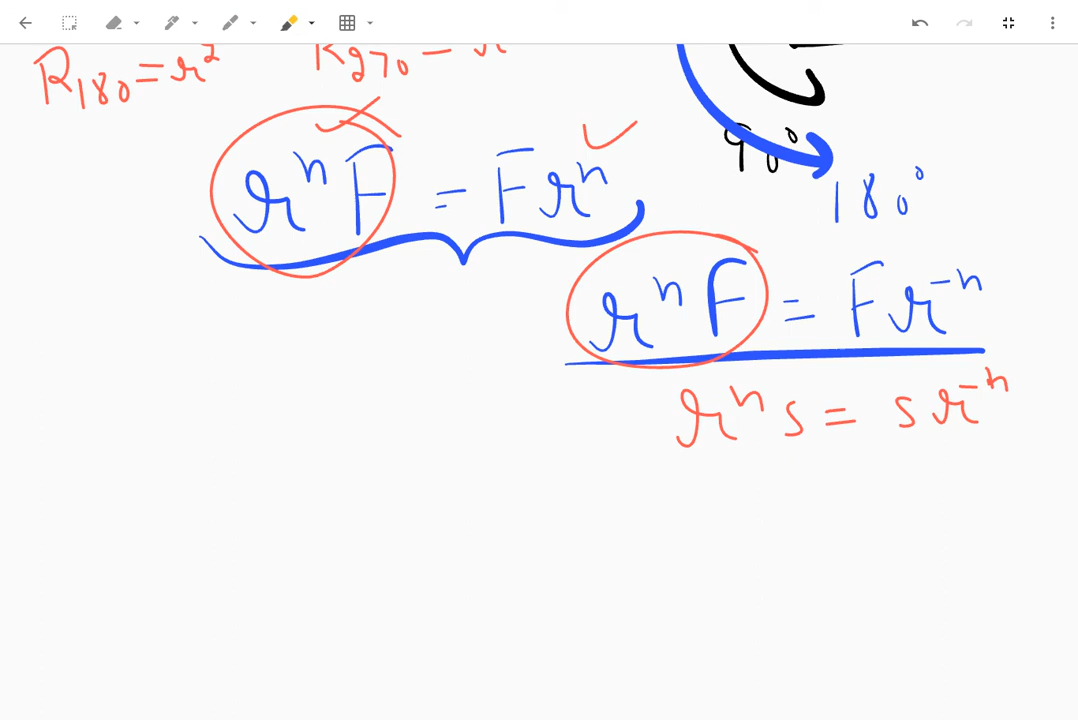 R₁₈₀ = r² R₂₇₀ =
90° 180°
rⁿF = Frⁿ
rⁿF = Fr⁻ⁿ
rⁿs = sr⁻ⁿ